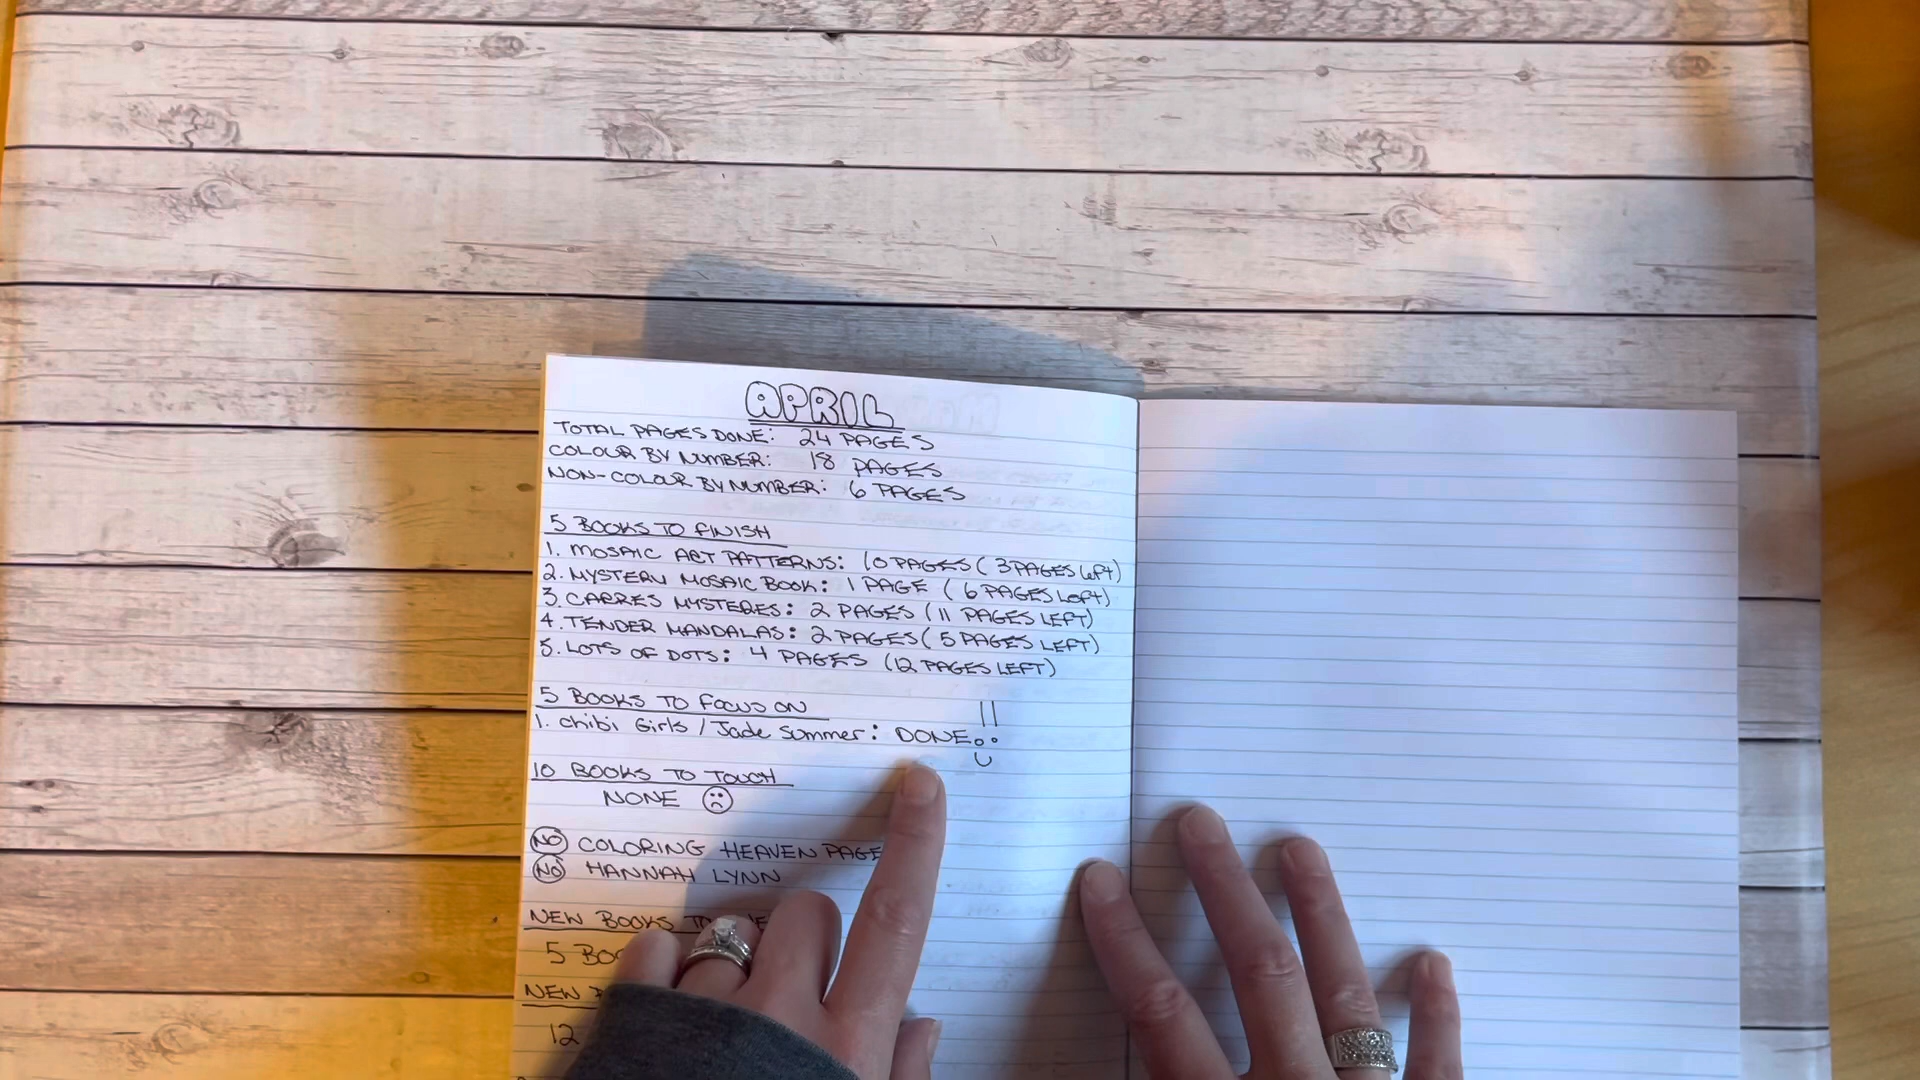 APRIL
TOTAL PAGES DONE: 24 PAGES
COLOUR BY NUMBER: 18 PAGES
NON-COLOUR BY NUMBER: 6 PAGES
5 BOOKS TO FINISH
1. MOSAIC ART PATTERNS: 10 PAGES (3 PAGES left)
2. MYSTERY MOSAIC BOOK: 1 PAGE (6 PAGES Left)
3. CARRES MYSTERES: 2 PAGES (11 PAGES LEFT)
4. TENDER MANDALAS: 2 PAGES (5 PAGES LEFT)
5. LOTS OF DOTS: 4 PAGES (12 PAGES LEFT)
5 BOOKS TO FOCUS ON
1. chibi Girls / Jade Summer: DONE!!
10 BOOKS TO TOUCH
NONE
NO COLORING HEAVEN PAGE
NO HANNAH LYNN
NEW BOOKS
5
NEW
12